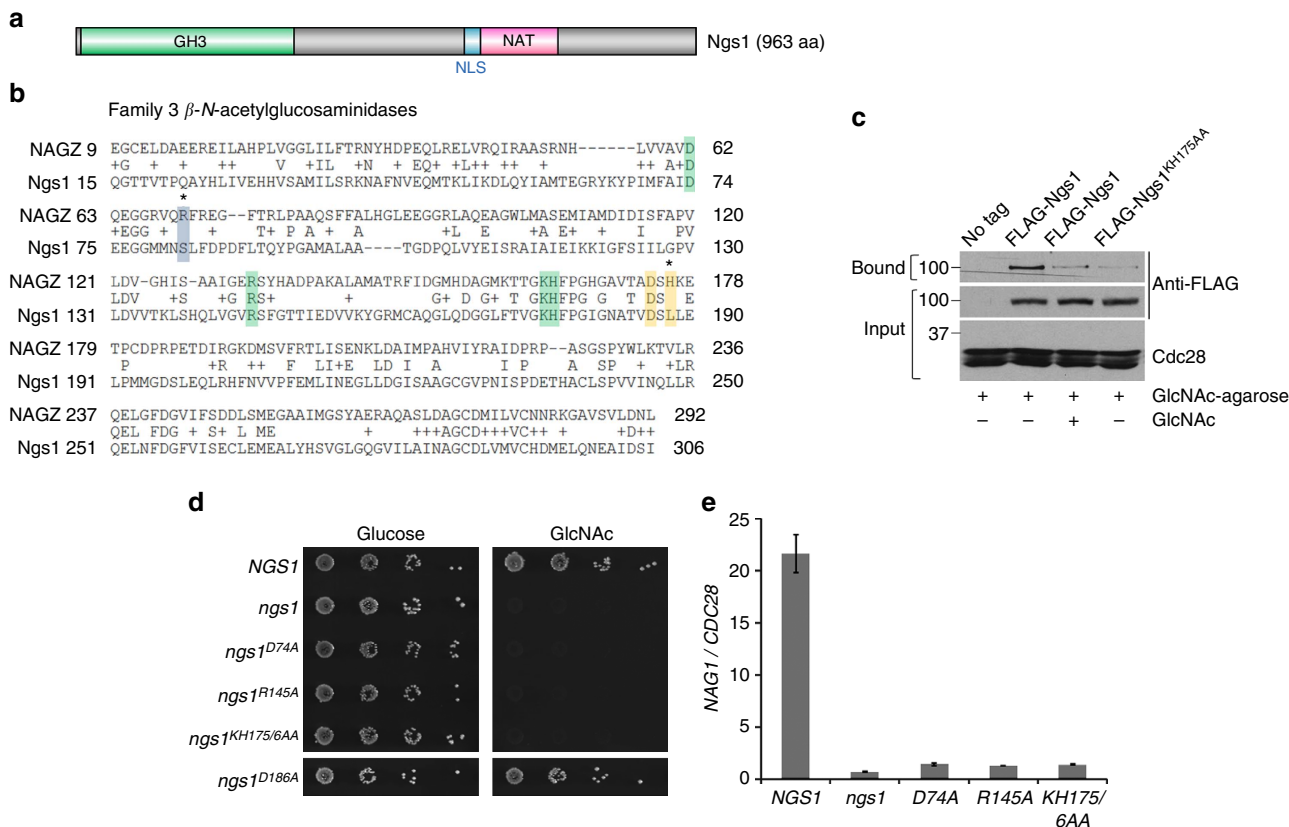 a
GH3
NLS
NAT
Ngs1 (963 aa)
b
Family 3 β-N-acetylglucosaminidases
NAGZ 9 EGCELDAEEREILAHPLVGGLILFTRNYHDPEQLRELVRQIRAASRNH------LVVAVD 62
+G + + ++ V +IL +N + EQ+ +L++ ++ + ++ A+D
Ngs1 15 QGTTVTPQAYHLIVEHHVSAMILSRKNAFNVEQMTKLIKDLQYIAMTEGRYKYPIMFAID 74
*
NAGZ 63 QEGGRVQRFREG--FTRLPAAQSFFALHGLEEGGRLAQEAGWLMASEMIAMDIDISFAPV 120
+EGG + F+ T+ P A + A +L E +A E+ + I PV
Ngs1 75 EEGGMMNSLFDPDFLTQYPGAMALAA----TGDPQLVYEISRAIAIEIKKIGFSIILGPV 130
*
NAGZ 121 LDV-GHIS-AAIGERSYHADPAKALAMATRFIDGMHDAGMKTTGKHFPGHGAVTADSHKE 178
LDV +S G RS+ + G+ D+ G+ T GKHFPG G T DS E
Ngs1 131 LDVVTKLSHQLVGVRSFGTTIEDVVKYGRMCAQGLQDGGLFTVGKHFPGIGNATVDSLLE 190
NAGZ 179 TPCDPRPETDIRGKDMSVFRTLISENKLDAIMPAHVIYRAIDPRP--ASGSPYWLKTVLR 236
P +R ++ F LI+E LD I A I P A SP + +LR
Ngs1 191 LPMMGDSLEQLRHFNVVPFEMLINEGLLDGISAAGCGVPNISPDETHACLSPVVINQLLR 250
NAGZ 237 QELGFDGVIFSDDLSMEGAAIMGSYAERAQASLDAGCDMILVCNNRKGAVSVLDNL 292
QEL FDG + S+ L ME + +++AGCD++VC++ + +D++
Ngs1 251 QELNFDGFVISECLEMEALYHSVGLGQGVILAINAGCDLVMVCHDMELQNEAIDSI 306
c
No tag
FLAG-Ngs1
FLAG-Ngs1
FLAG-Ngs1KH175AA
Bound
100
Anti-FLAG
100
Input
37
Cdc28
+ + + + GlcNAc-agarose
– – + – GlcNAc
d
Glucose
GlcNAc
NGS1
ngs1
ngs1D74A
ngs1R145A
ngs1KH175/6AA
ngs1D186A
e
NAG1 / CDC28
25
20
15
10
5
0
NGS1 ngs1 D74A R145A KH175/
6AA